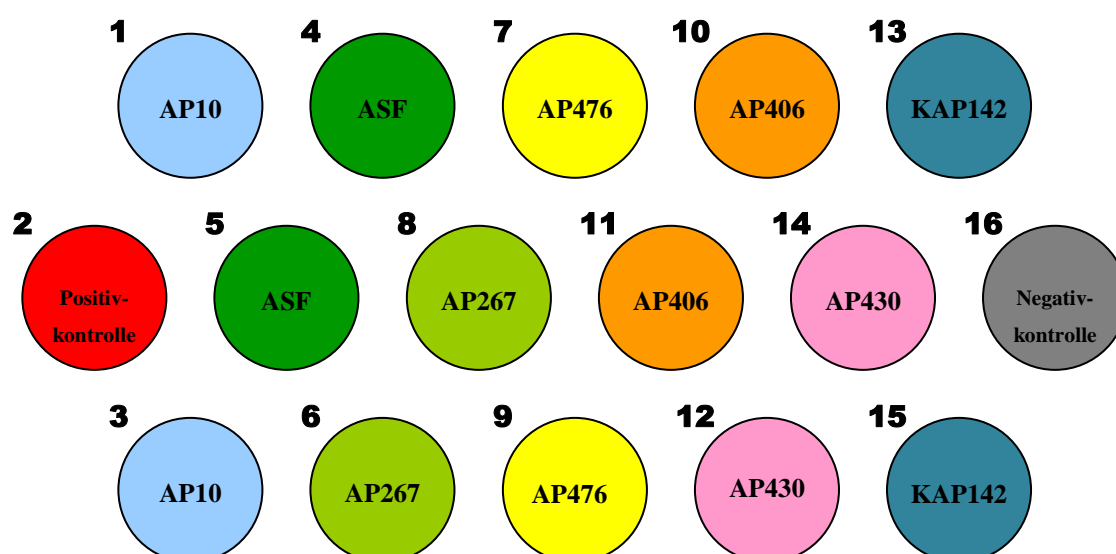 1 4 7 10 13
AP10 ASF AP476 AP406 KAP142
2 5 8 11 14 16
Positiv-
kontrolle
ASF AP267 AP406 AP430
Negativ-
kontrolle
3 6 9 12 15
AP10 AP267 AP476 AP430 KAP142